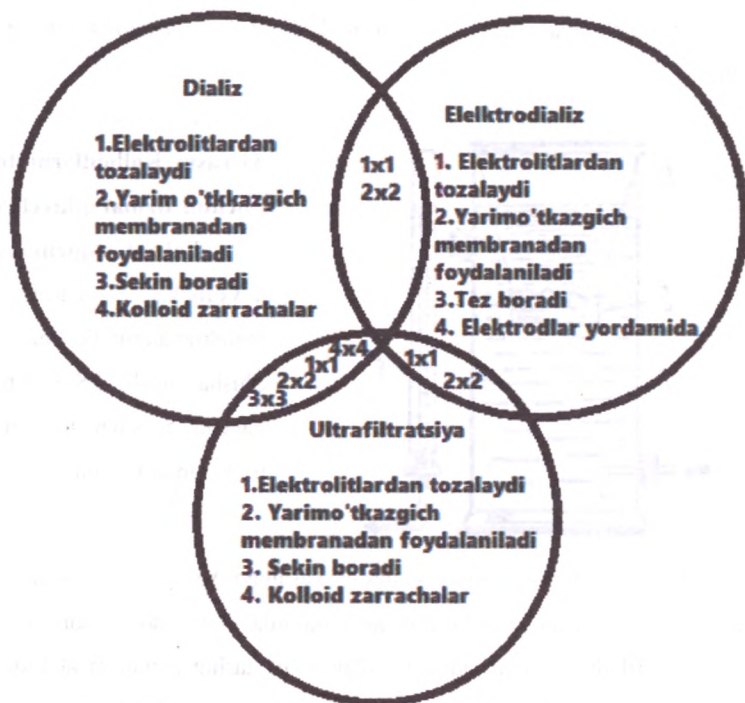 Dializ
1.Elektrolitlardan
tozalaydi
2.Yarim o'tkkazgich
membranadan
foydalaniladi
3.Sekin boradi
4.Kolloid zarrachalar
1x1
2x2
Elelktrodializ
1. Elektrolitlardan
tozalaydi
2.Yarimo'tkazgich
membranadan
foydalaniladi
3.Tez boradi
4. Elektrodlar yordamida
4x4
1x1
2x2
3x3
1x1
2x2
Ultrafiltratsiya
1.Elektrolitlardan tozalaydi
2. Yarimo'tkazgich
membranadan foydalaniladi
3. Sekin boradi
4. Kolloid zarrachalar